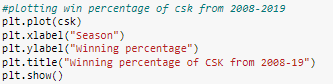 #plotting win percentage of csk from 2008-2019
plt.plot(csk)
plt.xlabel("Season")
plt.ylabel("Winning percentage")
plt.title("Winning percentage of CSK from 2008-19")
plt.show()